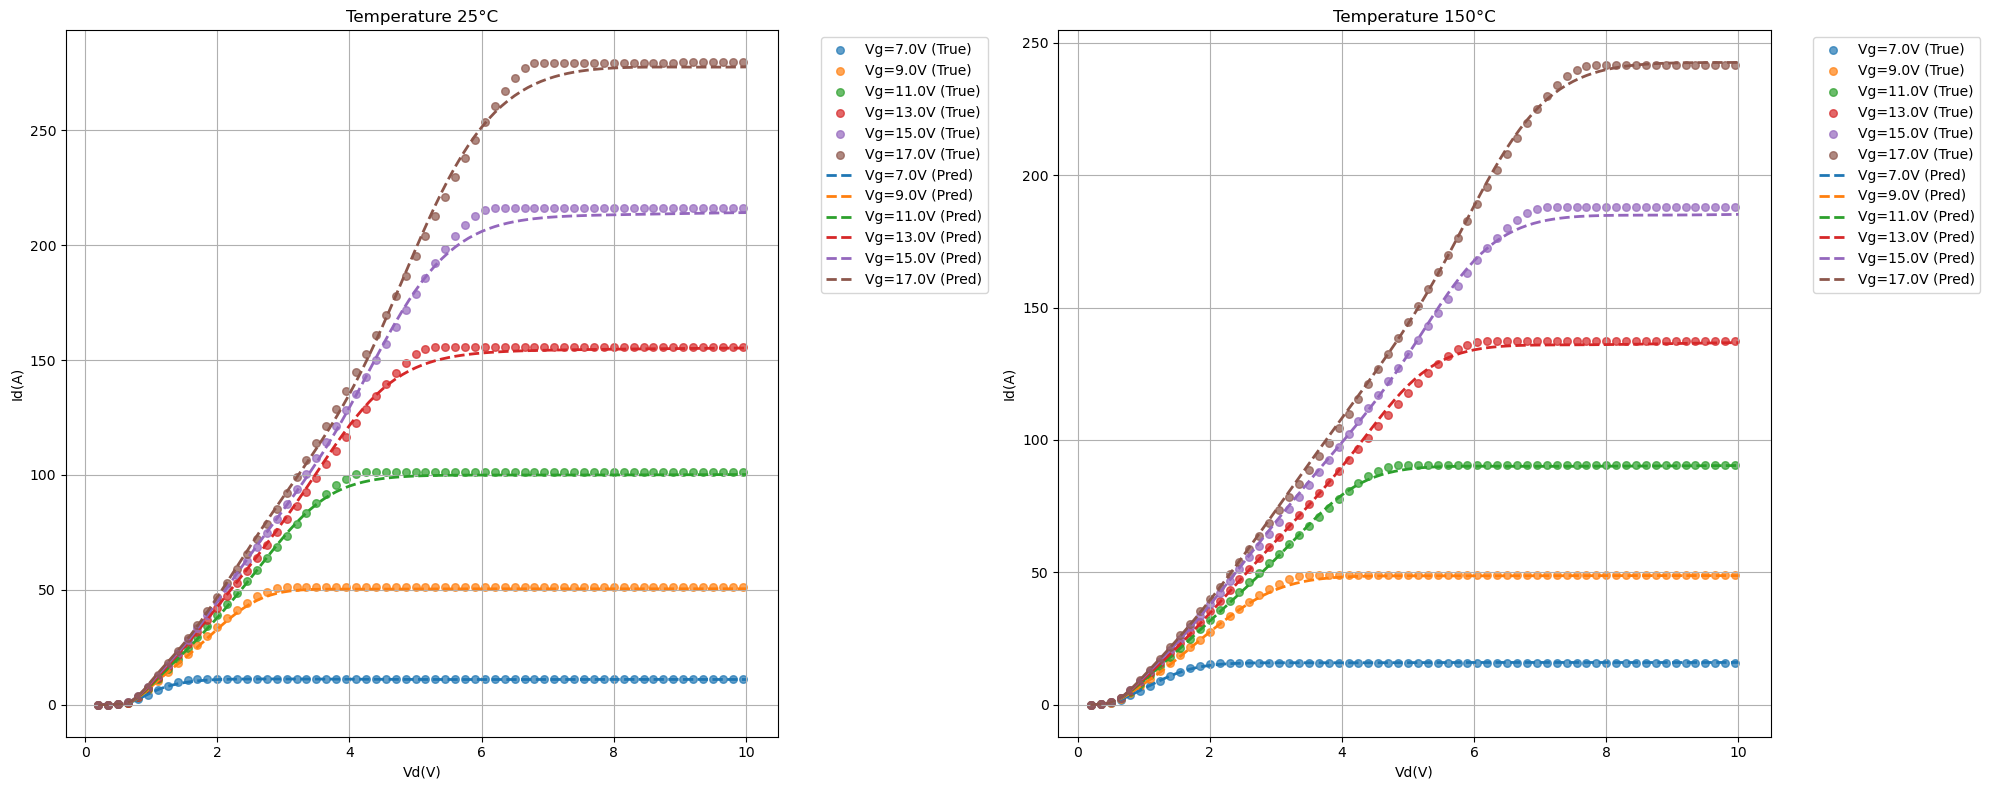 Temperature 25°C
Id(A)
250
200
150
100
50
0
0 2 4 6 8 10
Vd(V)
Vg=7.0V (True)
Vg=9.0V (True)
Vg=11.0V (True)
Vg=13.0V (True)
Vg=15.0V (True)
Vg=17.0V (True)
Vg=7.0V (Pred)
Vg=9.0V (Pred)
Vg=11.0V (Pred)
Vg=13.0V (Pred)
Vg=15.0V (Pred)
Vg=17.0V (Pred)
Temperature 150°C
Id(A)
250
200
150
100
50
0
0 2 4 6 8 10
Vd(V)
Vg=7.0V (True)
Vg=9.0V (True)
Vg=11.0V (True)
Vg=13.0V (True)
Vg=15.0V (True)
Vg=17.0V (True)
Vg=7.0V (Pred)
Vg=9.0V (Pred)
Vg=11.0V (Pred)
Vg=13.0V (Pred)
Vg=15.0V (Pred)
Vg=17.0V (Pred)